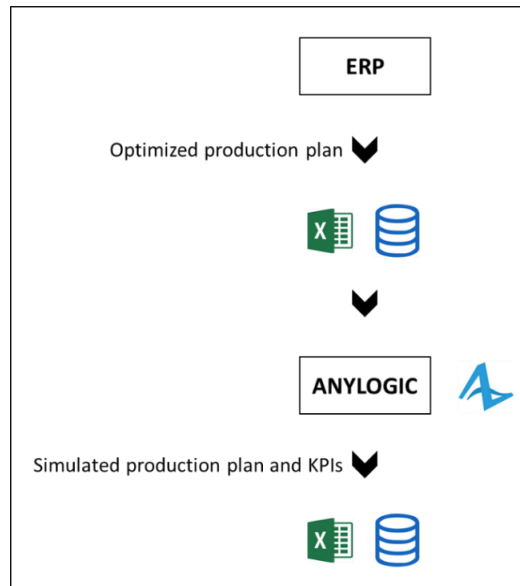 ERP
Optimized production plan
X
ANYLOGIC
Simulated production plan and KPIs
X